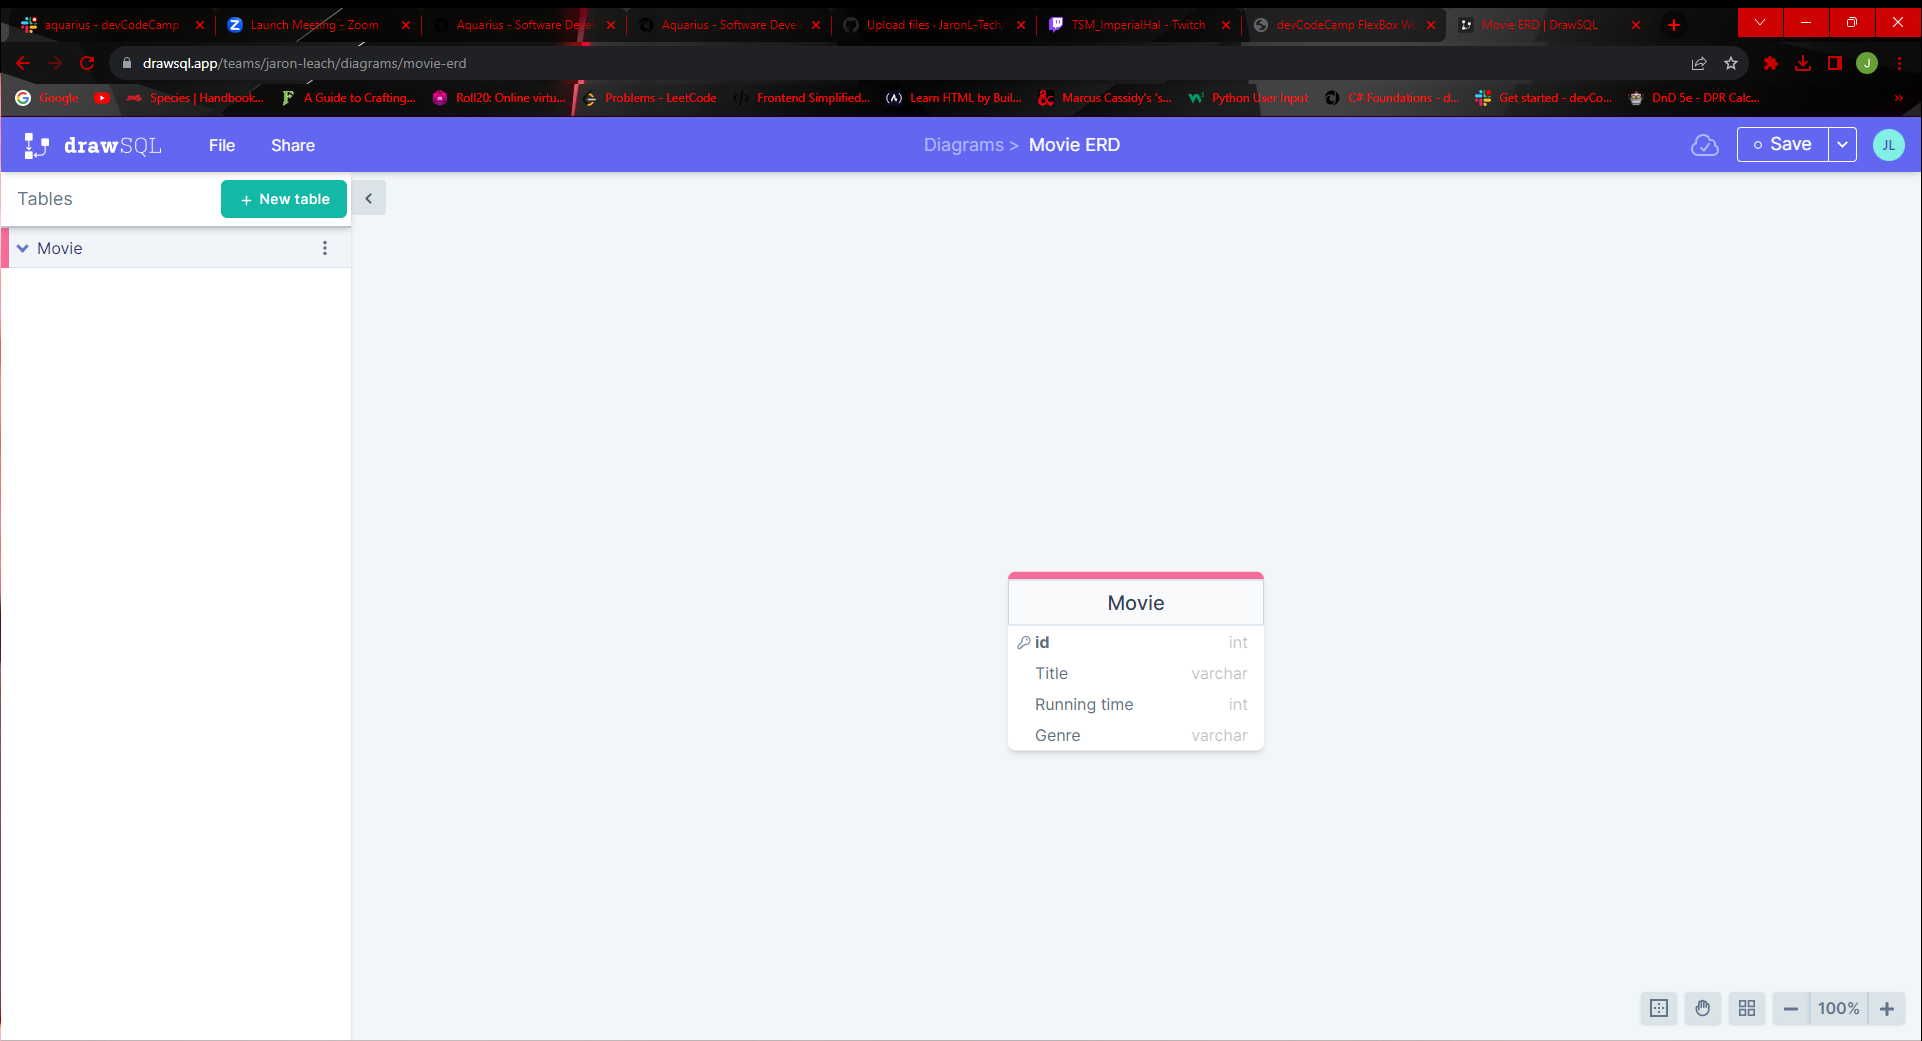 aquarius - devCodeCamp
Launch Meeting - Zoom
Aquarius - Software Devel
Aquarius - Software Devel
Upload files · JaronL-Tech/
TSM_ImperialHal - Twitch
devCodeCamp FlexBox Wo
Movie ERD | DrawSQL
drawsql.app/teams/jaron-leach/diagrams/movie-erd
J
Google
Species | Handbook...
A Guide to Crafting...
Roll20: Online virtu...
Problems - LeetCode
Frontend Simplified...
Learn HTML by Buil...
Marcus Cassidy's 's...
Python User Input
C# Foundations - d...
Get started - devCo...
DnD 5e - DPR Calc...
drawSQL
File
Share
Diagrams > Movie ERD
Save
JL
Tables
+ New table
Movie
Movie
id int
Title varchar
Running time int
Genre varchar
100%